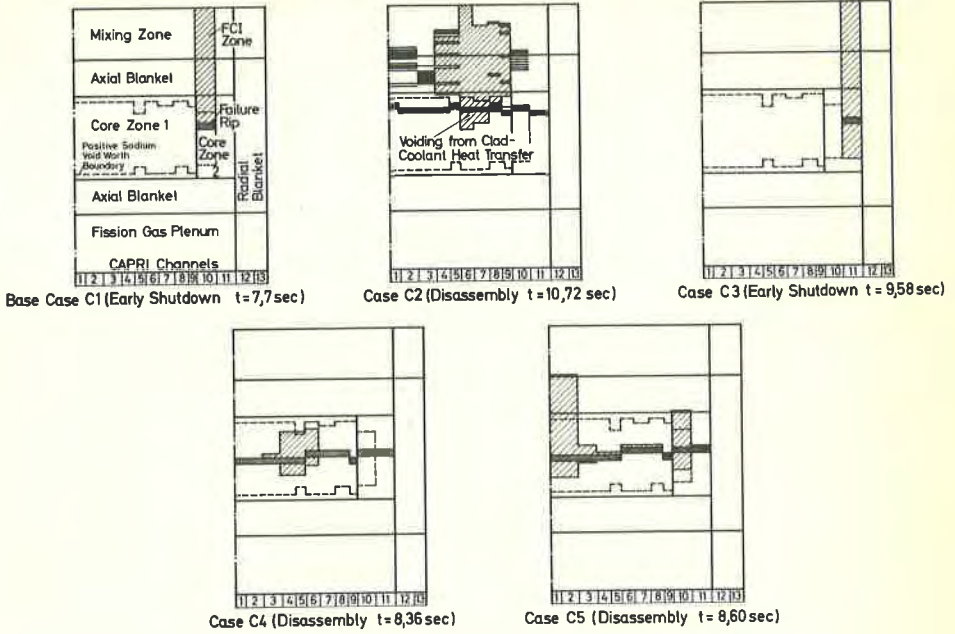 Mixing Zone
FCI
Zone
Axial Blanket
Failure
Rip
Core Zone 1
Positive Sodium
Void Worth
Boundary
Core
Zone
2
Radial
Blanket
Axial Blanket
Fission Gas Plenum
CAPRI Channels
1 2 3 4 5 6 7 8 9 10 11 12 13
Base Case C1 (Early Shutdown t=7,7 sec)
Voiding from Clad-
Coolant Heat Transfer
1 2 3 4 5 6 7 8 9 10 11 12 13
Case C2 (Disassembly t=10,72 sec)
1 2 3 4 5 6 7 8 9 10 11 12 13
Case C3 (Early Shutdown t=9,58 sec)
1 2 3 4 5 6 7 8 9 10 11 12 13
Case C4 (Disassembly t=8,36 sec)
1 2 3 4 5 6 7 8 9 10 11 12 13
Case C5 (Disassembly t=8,60 sec)